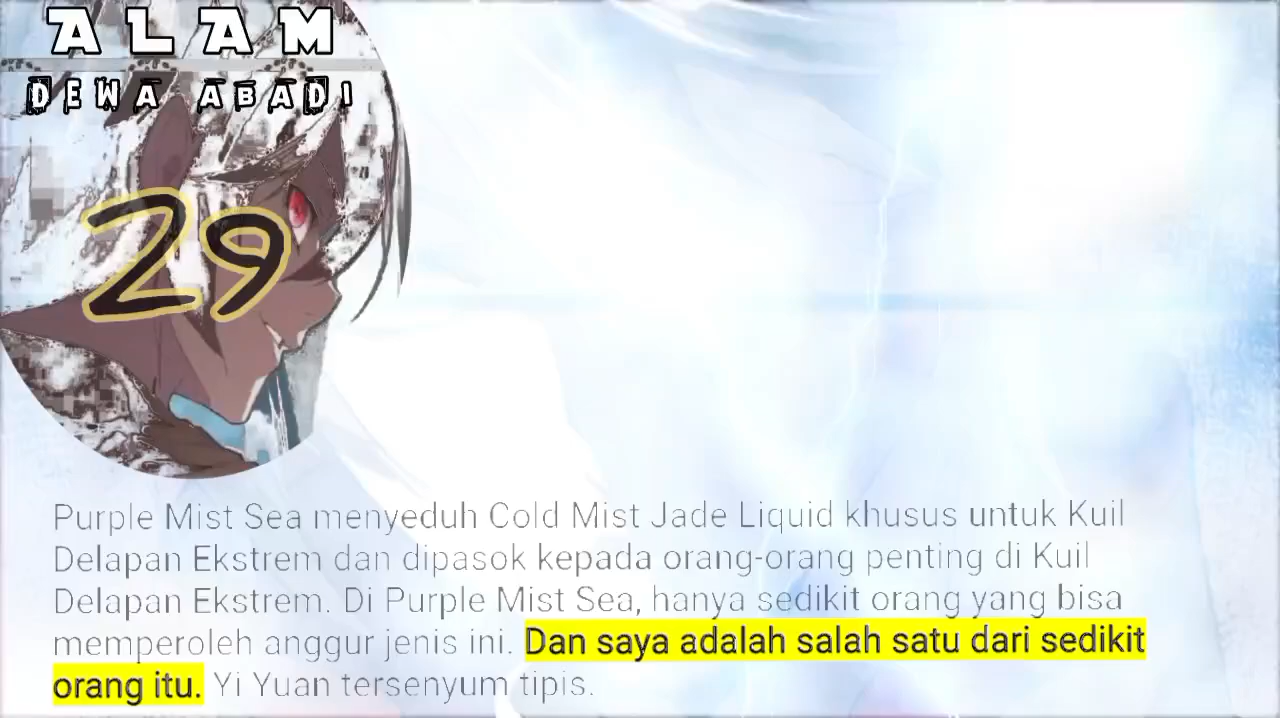 ALAM
DEWA ABADI
29
Purple Mist Sea menyeduh Cold Mist Jade Liquid khusus untuk Kuil
Delapan Ekstrem dan dipasok kepada orang-orang penting di Kuil
Delapan Ekstrem. Di Purple Mist Sea, hanya sedikit orang yang bisa
memperoleh anggur jenis ini. Dan saya adalah salah satu dari sedikit
orang itu. Yi Yuan tersenyum tipis.